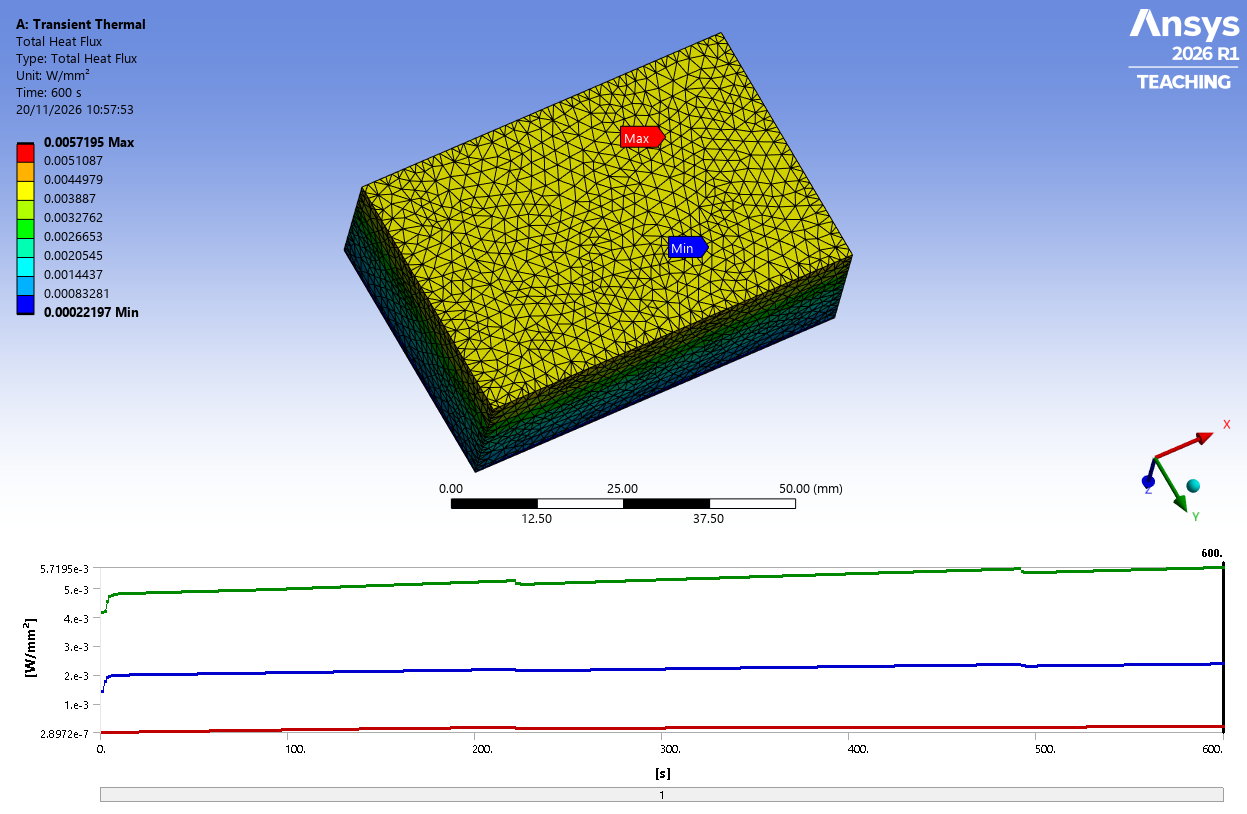 A: Transient Thermal
Total Heat Flux
Type: Total Heat Flux
Unit: W/mm²
Time: 600 s
20/11/2026 10:57:53
0.0057195 Max
0.0051087
0.0044979
0.003887
0.0032762
0.0026653
0.0020545
0.0014437
0.00083281
0.00022197 Min
Ansys
2026 R1
TEACHING
Max
Min
0.00 25.00 50.00 (mm)
12.50 37.50
X
Z
Y
600.
5.7195e-3
5.e-3
4.e-3
3.e-3
2.e-3
1.e-3
2.8972e-7
[W/mm²]
0. 100. 200. 300. 400. 500. 600.
[s]
1